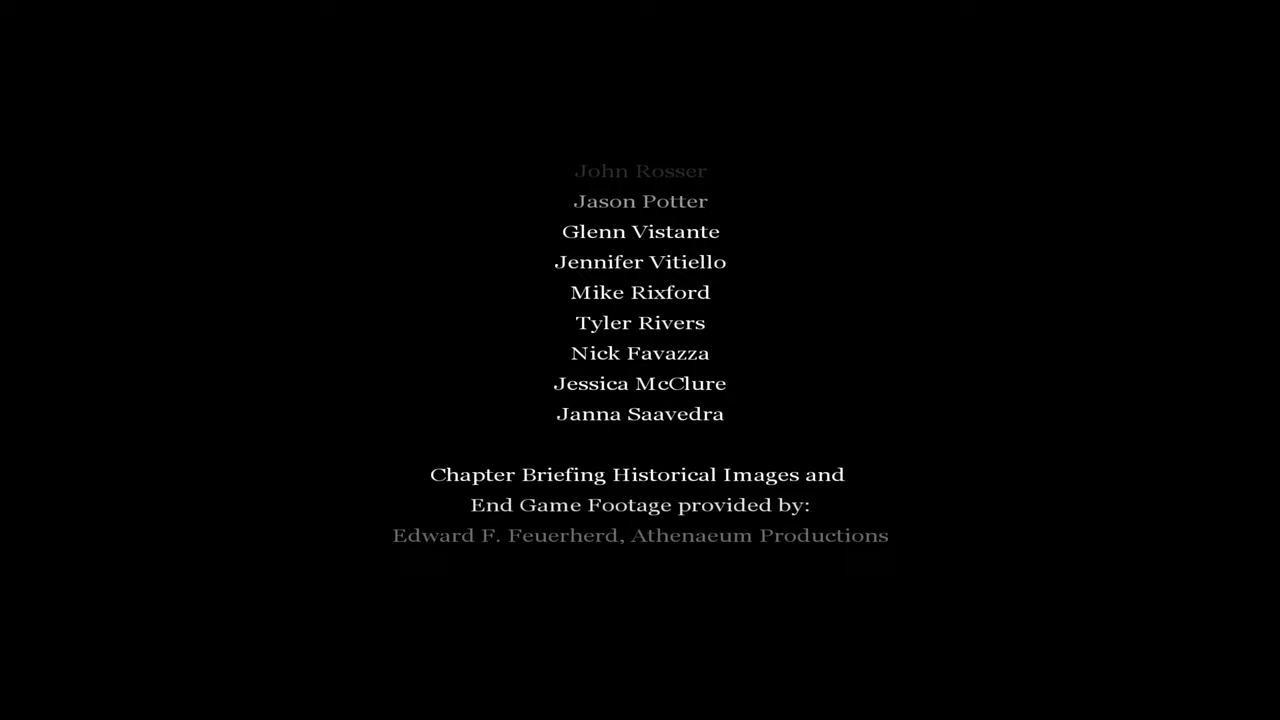 John Rosser
Jason Potter
Glenn Vistante
Jennifer Vitiello
Mike Rixford
Tyler Rivers
Nick Favazza
Jessica McClure
Janna Saavedra
Chapter Briefing Historical Images and
End Game Footage provided by:
Edward F. Feuerherd, Athenaeum Productions